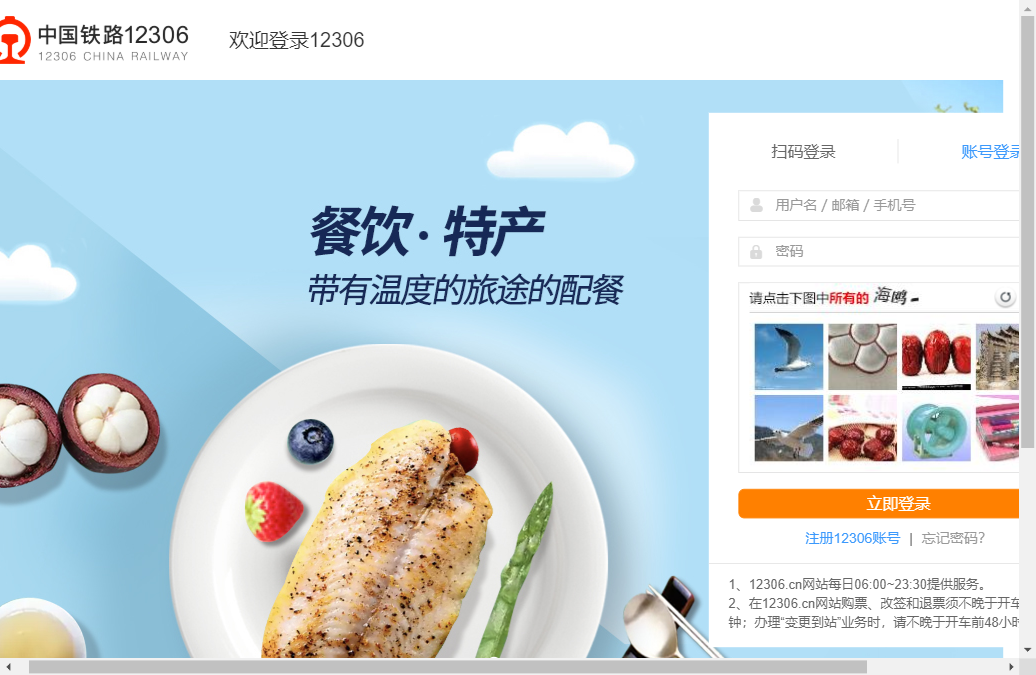 中国铁路12306
12306 CHINA RAILWAY
欢迎登录12306
餐饮·特产
带有温度的旅途的配餐
扫码登录
账号登录
用户名 / 邮箱 / 手机号
密码
请点击下图中所有的 海鸥
立即登录
注册12306账号 | 忘记密码?
1、12306.cn网站每日06:00~23:30提供服务。
2、在12306.cn网站购票、改签和退票须不晚于开车
钟；办理“变更到站”业务时，请不晚于开车前48小时